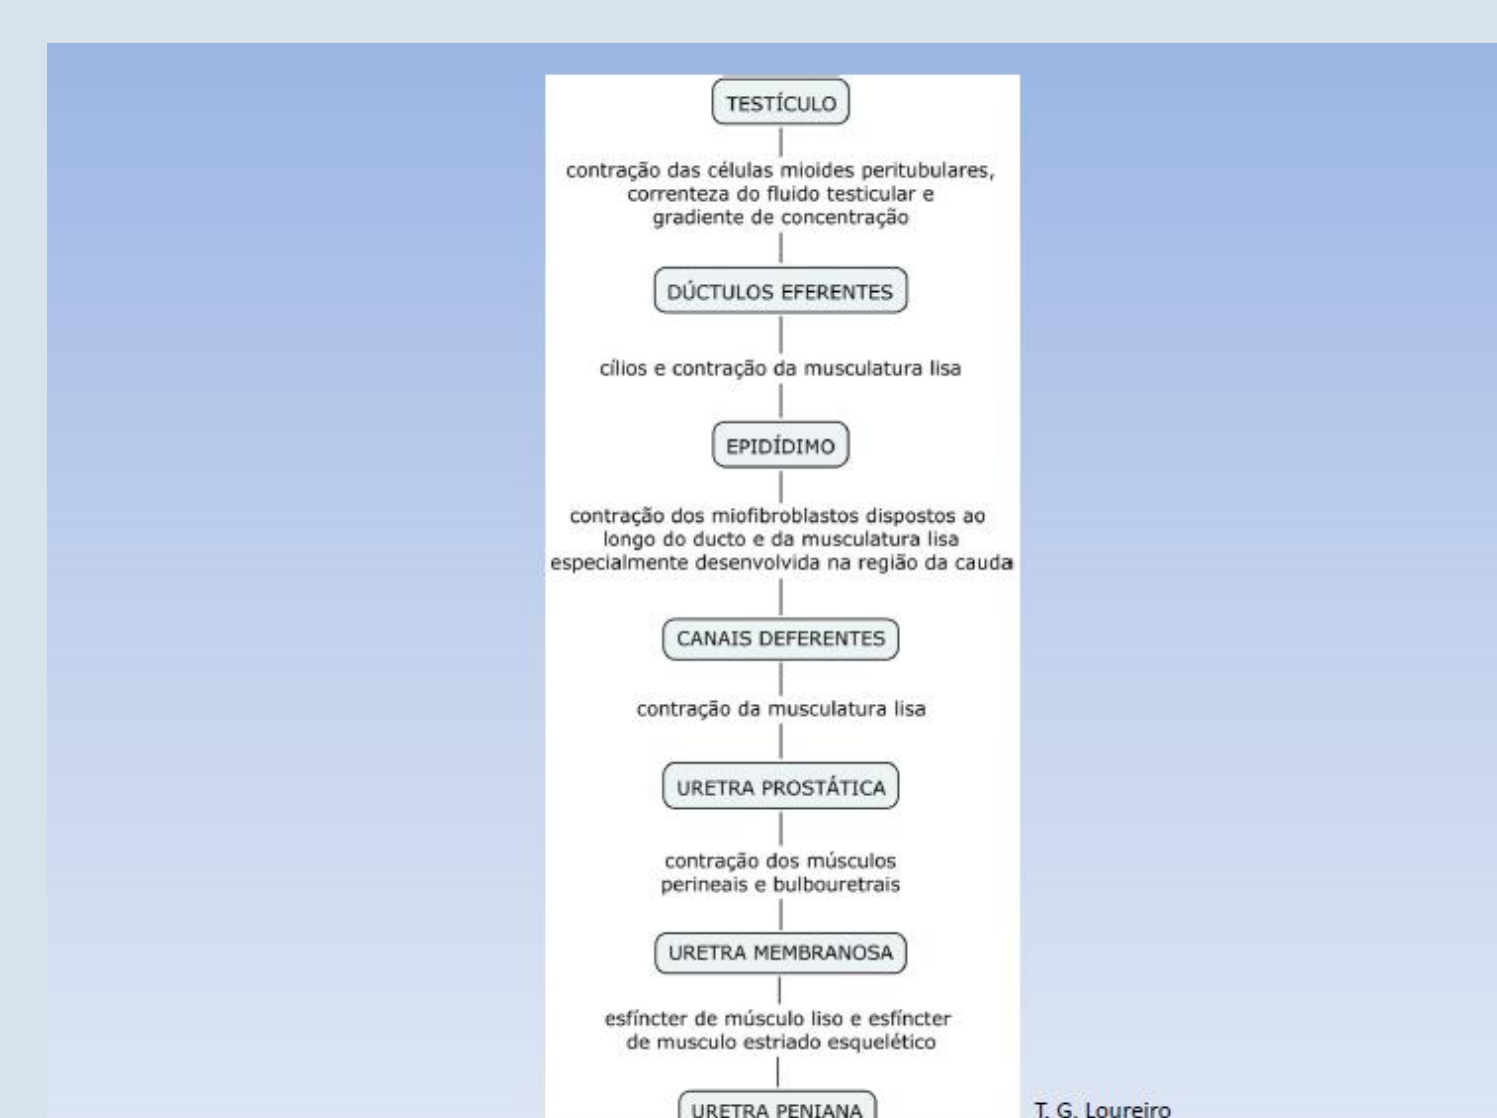 TESTÍCULO
contração das células mioides peritubulares,
correnteza do fluido testicular e
gradiente de concentração
DÚCTULOS EFERENTES
cílios e contração da musculatura lisa
EPIDÍDIMO
contração dos miofibroblastos dispostos ao
longo do ducto e da musculatura lisa
especialmente desenvolvida na região da cauda
CANAIS DEFERENTES
contração da musculatura lisa
URETRA PROSTÁTICA
contração dos músculos
perineais e bulbouretrais
URETRA MEMBRANOSA
esfíncter de músculo liso e esfíncter
de musculo estriado esquelético
URETRA PENIANA
T. G. Loureiro